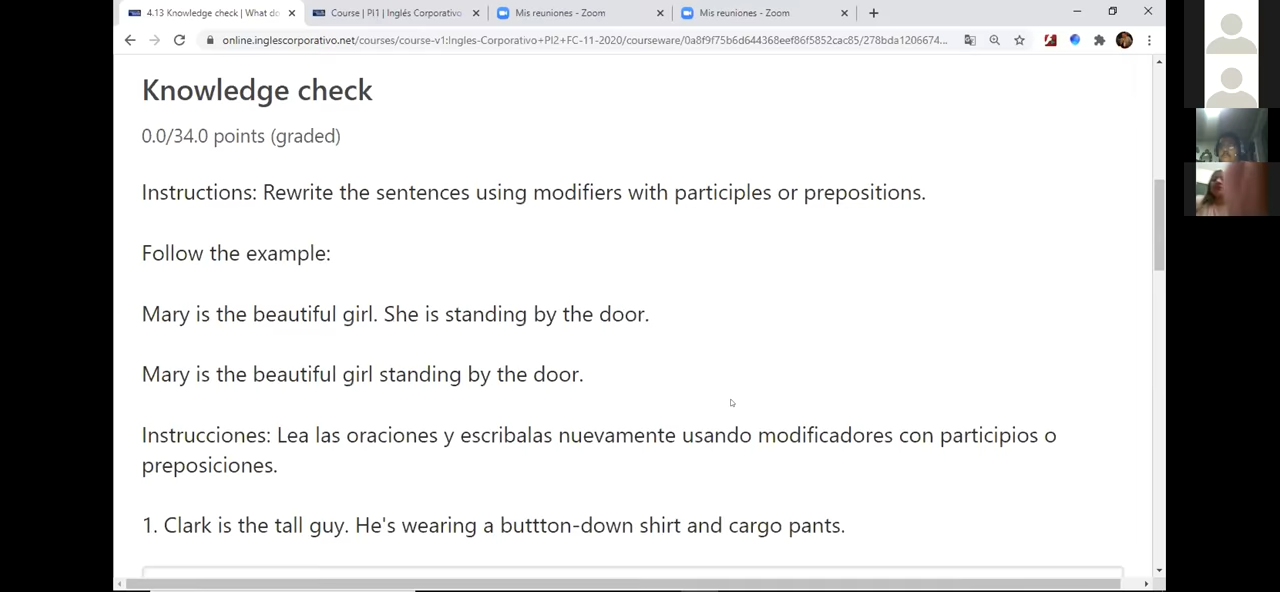 4.13 Knowledge check | What do
Course | PI1 | Inglés Corporativo
Mis reuniones - Zoom
Mis reuniones - Zoom
online.inglescorporativo.net/courses/course-v1:Ingles-Corporativo+PI2+FC-11-2020/courseware/0a8f9f75b6d644368eef86f5852cac85/278bda1206674...
Knowledge check
0.0/34.0 points (graded)
Instructions: Rewrite the sentences using modifiers with participles or prepositions.
Follow the example:
Mary is the beautiful girl. She is standing by the door.
Mary is the beautiful girl standing by the door.
Instrucciones: Lea las oraciones y escribalas nuevamente usando modificadores con participios o
preposiciones.
1. Clark is the tall guy. He's wearing a buttton-down shirt and cargo pants.